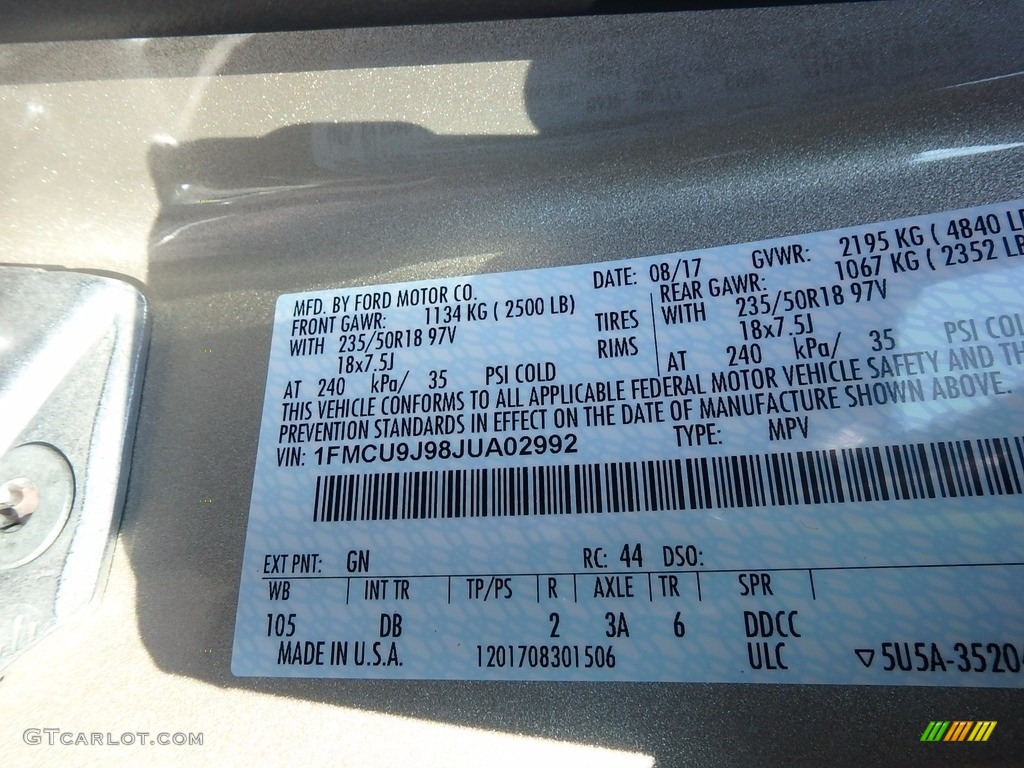 MFD. BY FORD MOTOR CO. DATE: 08/17 GVWR: 2195 KG ( 4840 LB
FRONT GAWR: 1134 KG ( 2500 LB) REAR GAWR: 1067 KG ( 2352 LB
WITH 235/50R18 97V TIRES WITH 235/50R18 97V
18x7.5J RIMS 18x7.5J
AT 240 kPa/ 35 PSI COLD AT 240 kPa/ 35 PSI COL
THIS VEHICLE CONFORMS TO ALL APPLICABLE FEDERAL MOTOR VEHICLE SAFETY AND TH
PREVENTION STANDARDS IN EFFECT ON THE DATE OF MANUFACTURE SHOWN ABOVE.
VIN: 1FMCU9J98JUA02992 TYPE: MPV
EXT PNT: GN RC: 44 DSO:
WB INT TR TP/PS R AXLE TR SPR
105 DB 2 3A 6 DDCC
MADE IN U.S.A. 1201708301506 ULC ▽5U5A-3520
GTCARLOT.COM